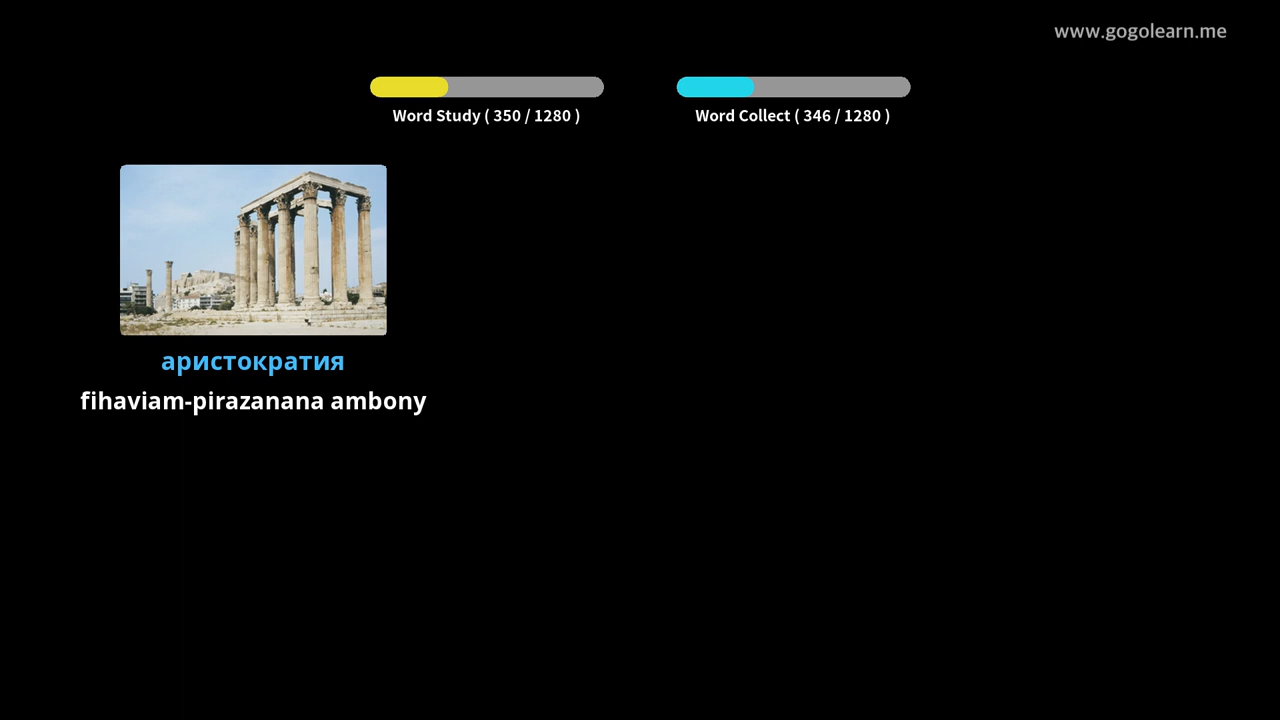 www.gogolearn.me
Word Study ( 350 / 1280 )
Word Collect ( 346 / 1280 )
аристократия
fihaviam-pirazanana ambony